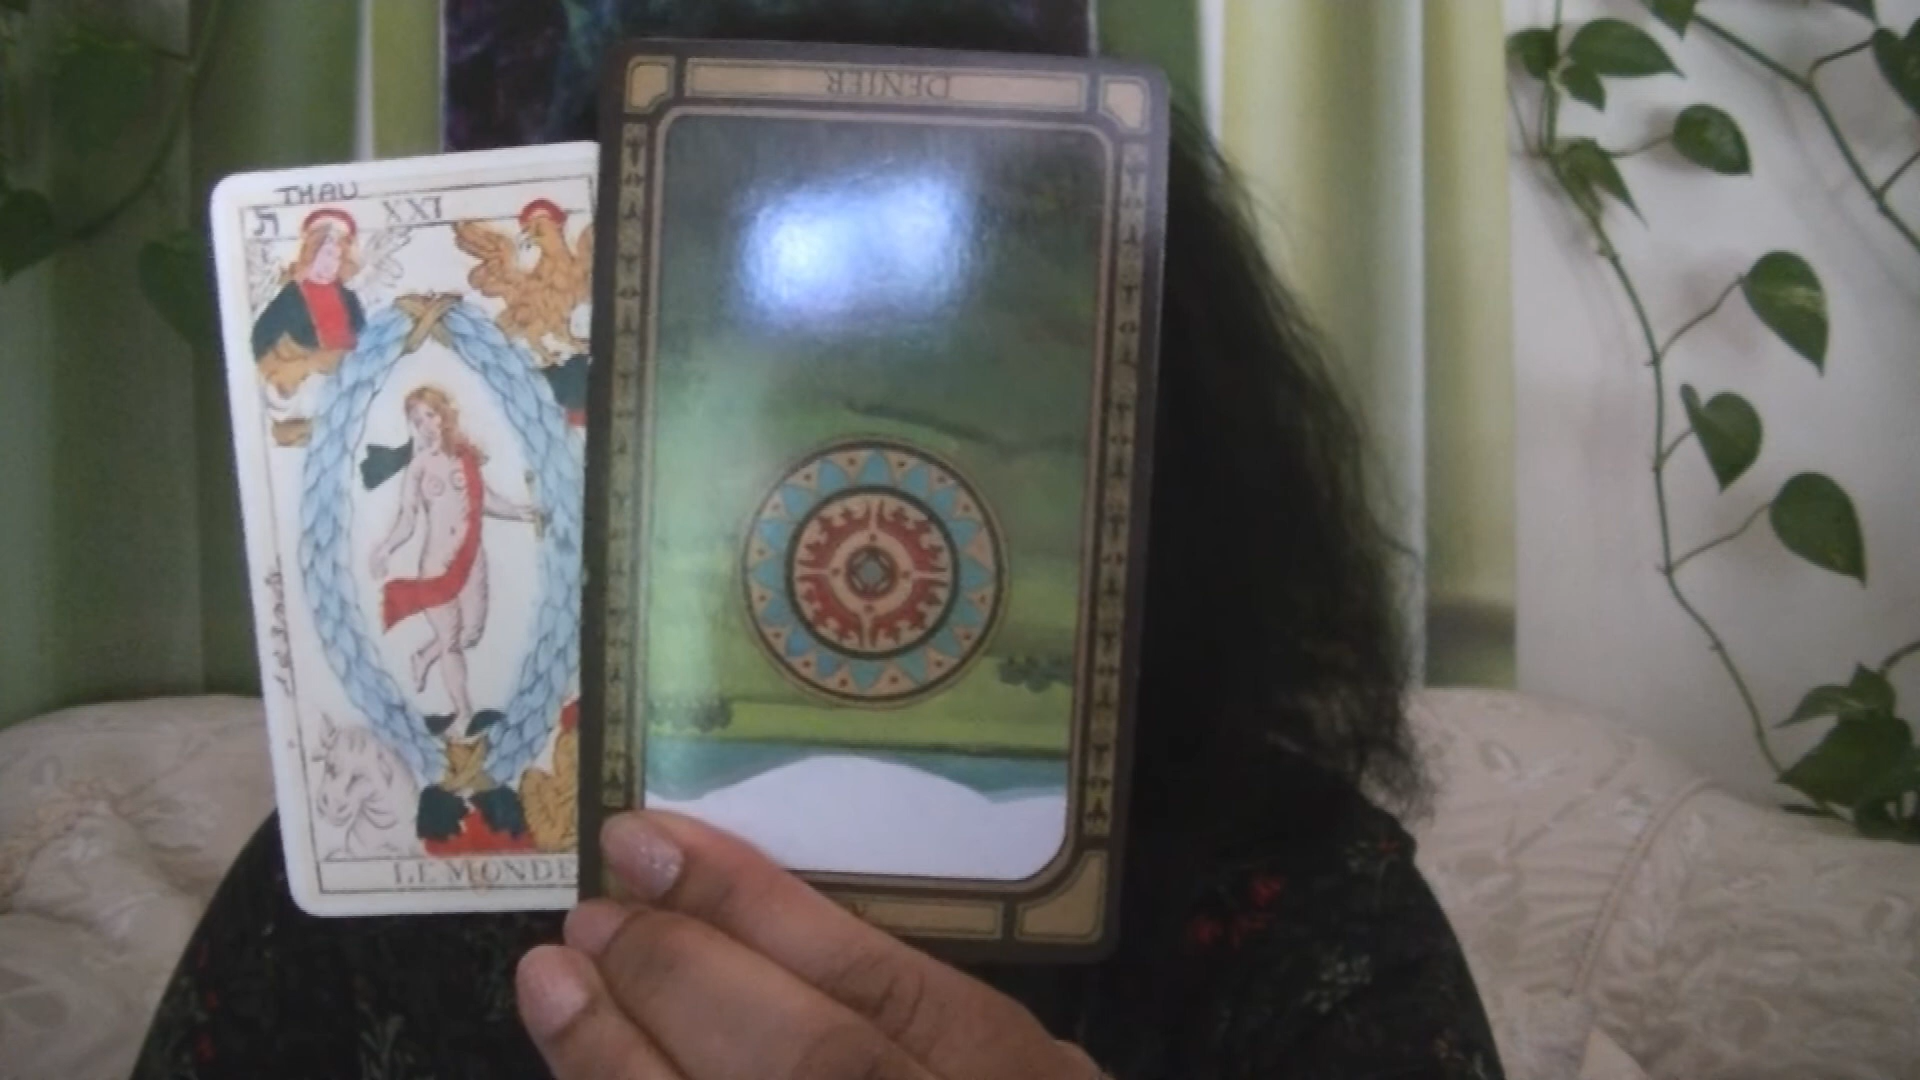 THAU
ת XXI
LE MONDE
DENIER